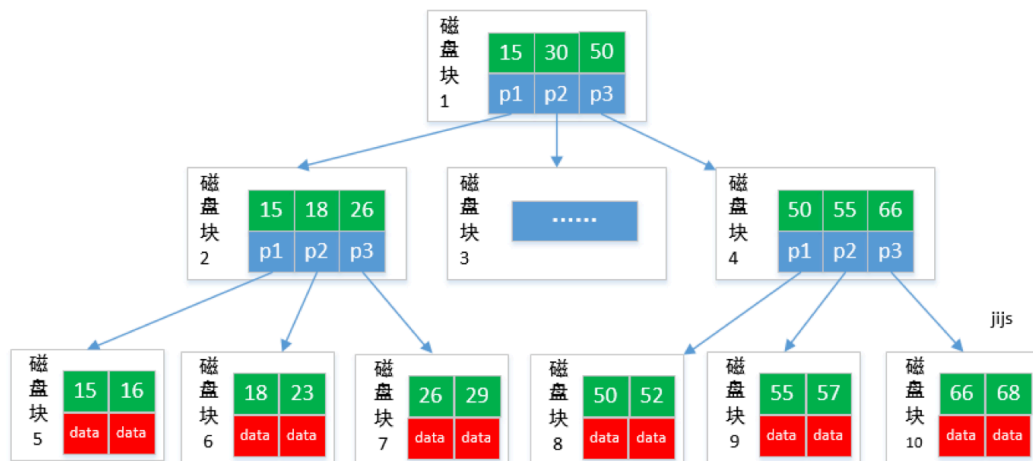 磁盘块1
15 30 50
p1 p2 p3
磁盘块2
15 18 26
p1 p2 p3
磁盘块3
······
磁盘块4
50 55 66
p1 p2 p3
jijs
磁盘块5
15 16
data data
磁盘块6
18 23
data data
磁盘块7
26 29
data data
磁盘块8
50 52
data data
磁盘块9
55 57
data data
磁盘块10
66 68
data data